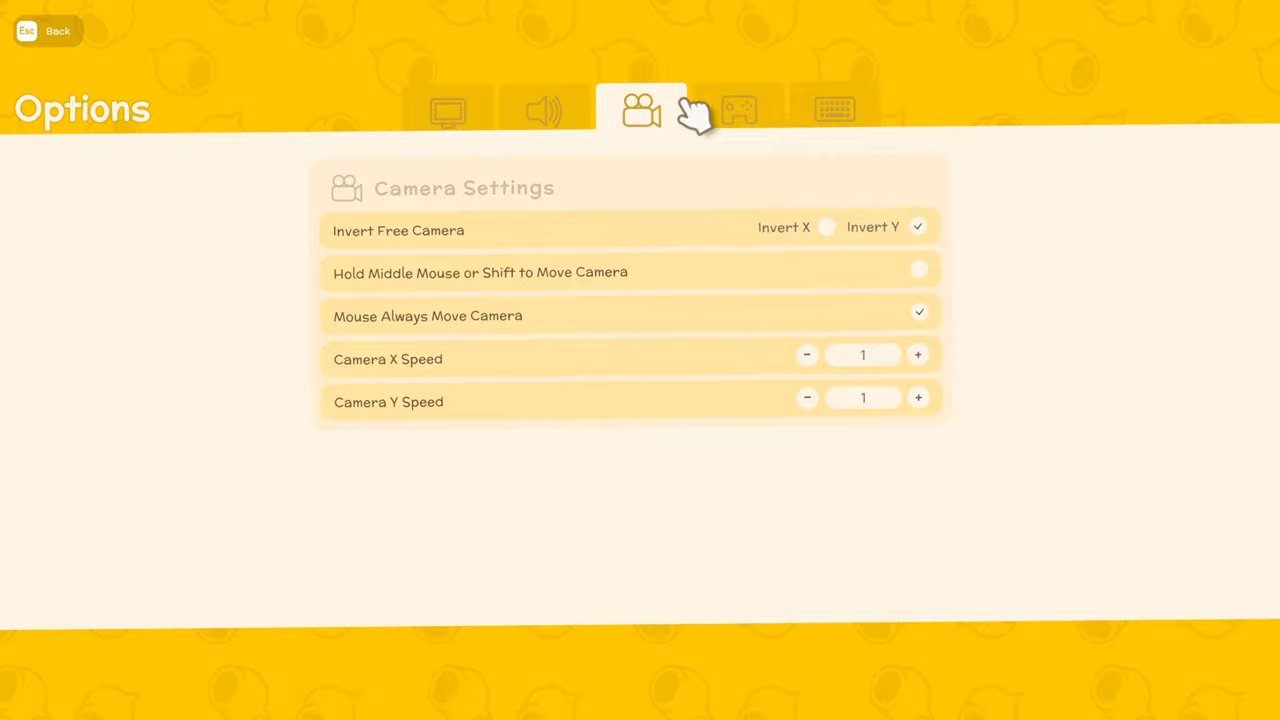 Esc Back
Options
Camera Settings
Invert Free Camera Invert X Invert Y
Hold Middle Mouse or Shift to Move Camera
Mouse Always Move Camera
Camera X Speed - 1 +
Camera Y Speed - 1 +